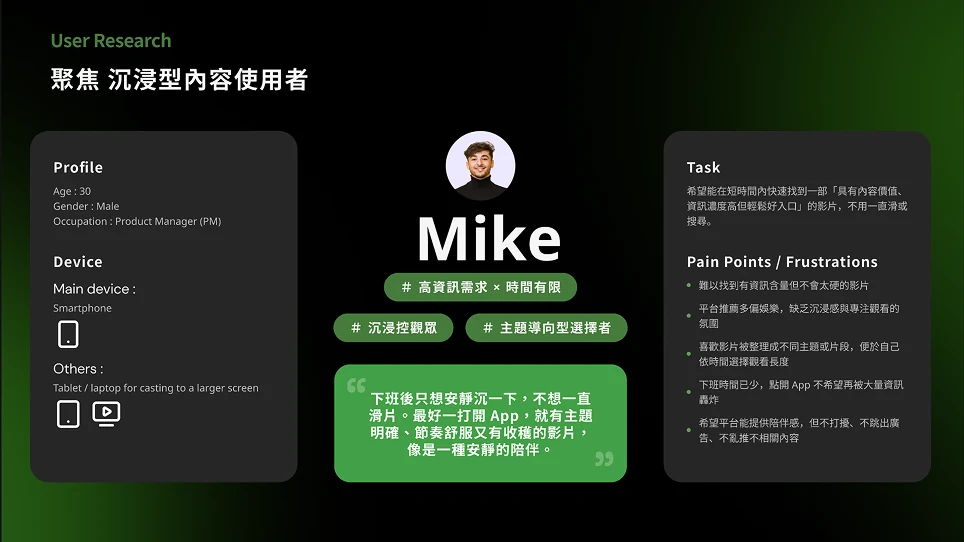 User Research
聚焦 沉浸型內容使用者
Profile
Age : 30
Gender : Male
Occupation : Product Manager (PM)
Device
Main device :
Smartphone
Others :
Tablet / laptop for casting to a larger screen
Mike
# 高資訊需求 × 時間有限
# 沉浸控觀眾
# 主題導向型選擇者
“
下班後只想安靜沉一下，不想一直
滑片。最好一打開 App，就有主題
明確、節奏舒服又有收穫的影片，
像是一種安靜的陪伴。
”
Task
希望能在短時間內快速找到一部「具有內容價值、
資訊濃度高但輕鬆好入口」的影片，不用一直滑或
搜尋。
Pain Points / Frustrations
• 難以找到有資訊含量但不會太硬的影片
• 平台推薦多偏娛樂，缺乏沉浸感與專注觀看的
氛圍
• 喜歡影片被整理成不同主題或片段，便於自己
依時間選擇觀看長度
• 下班時間已少，點開 App 不希望再被大量資訊
轟炸
• 希望平台能提供陪伴感，但不打擾、不跳出廣
告、不亂推不相關內容